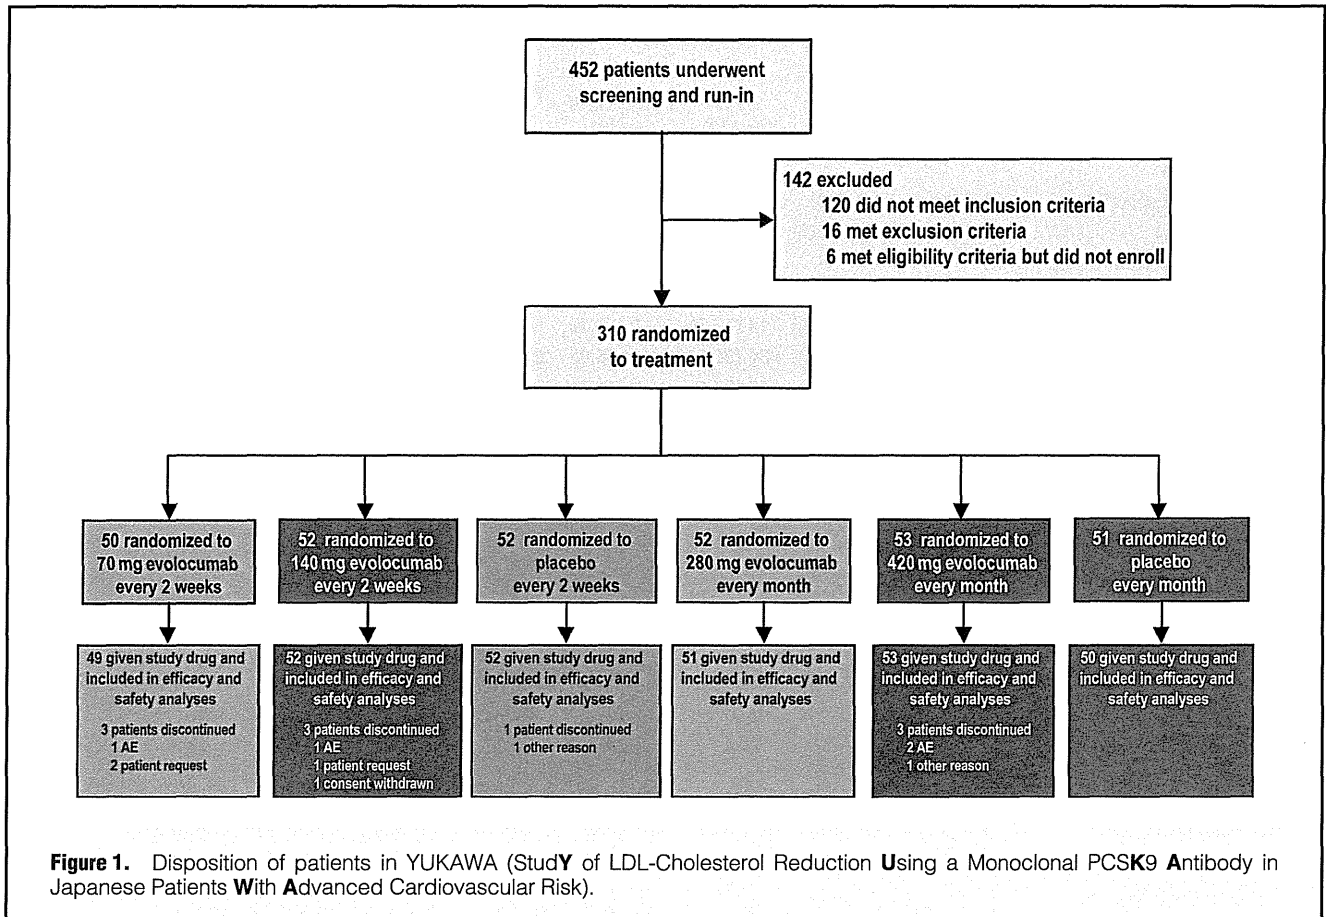 452 patients underwent
screening and run-in
142 excluded
120 did not meet inclusion criteria
16 met exclusion criteria
6 met eligibility criteria but did not enroll
310 randomized
to treatment
50 randomized to
70 mg evolocumab
every 2 weeks
52 randomized to
140 mg evolocumab
every 2 weeks
52 randomized to
placebo
every 2 weeks
52 randomized to
280 mg evolocumab
every month
53 randomized to
420 mg evolocumab
every month
51 randomized to
placebo
every month
49 given study drug and
included in efficacy and
safety analyses
3 patients discontinued
1 AE
2 patient request
52 given study drug and
included in efficacy and
safety analyses
3 patients discontinued
1 AE
1 patient request
1 consent withdrawn
52 given study drug and
included in efficacy and
safety analyses
1 patient discontinued
1 other reason
51 given study drug and
included in efficacy and
safety analyses
53 given study drug and
included in efficacy and
safety analyses
3 patients discontinued
2 AE
1 other reason
50 given study drug and
included in efficacy and
safety analyses
Figure 1. Disposition of patients in YUKAWA (StudY of LDL-Cholesterol Reduction Using a Monoclonal PCSK9 Antibody in
Japanese Patients With Advanced Cardiovascular Risk).